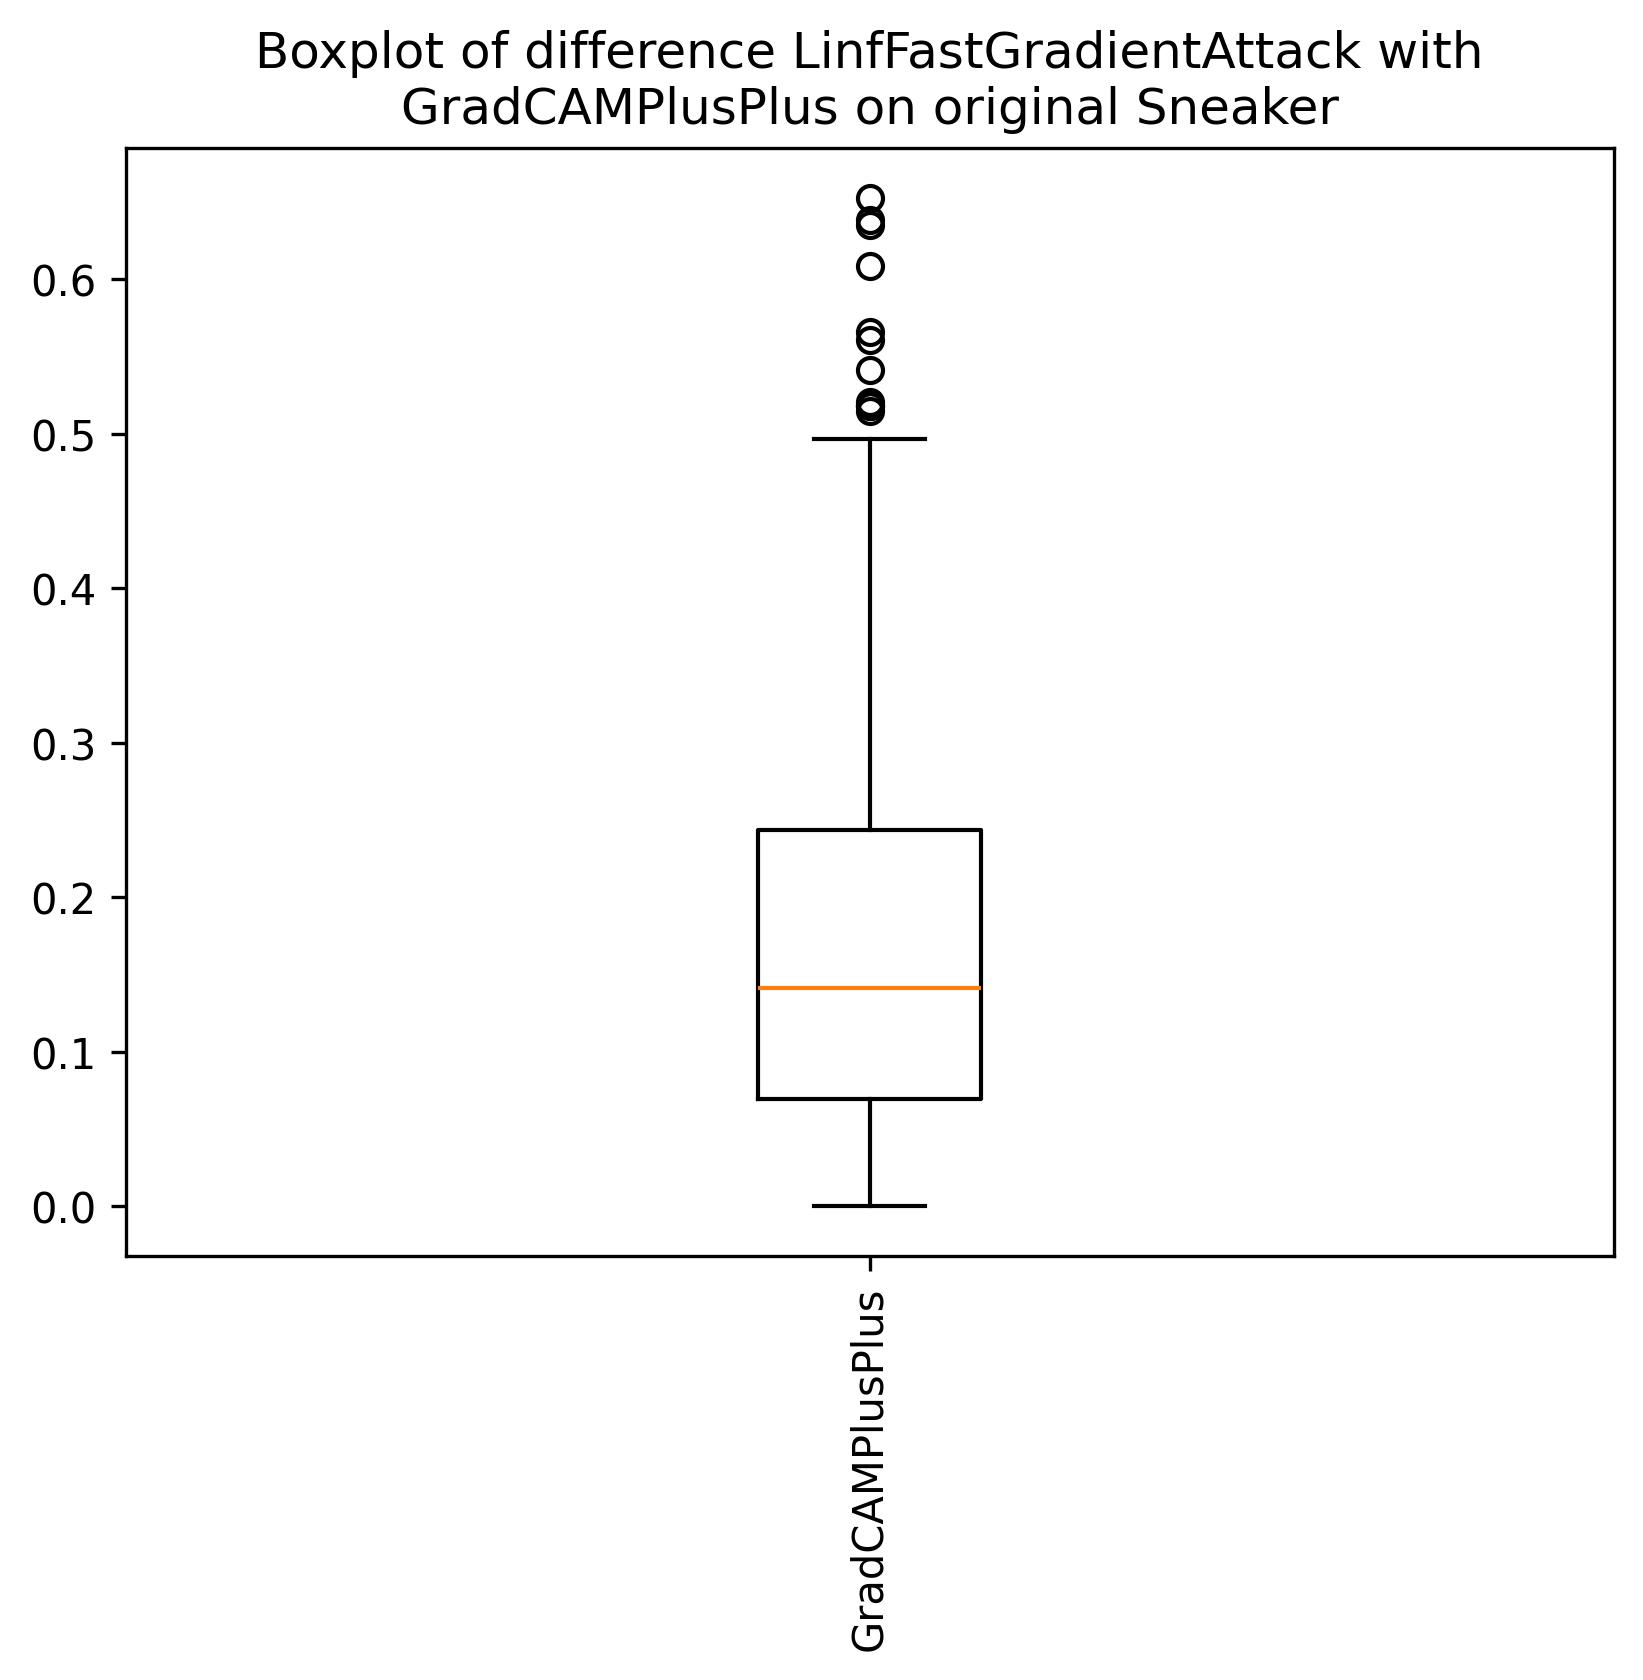 Boxplot of difference LinfFastGradientAttack with
GradCAMPlusPlus on original Sneaker
0.6
0.5
0.4
0.3
0.2
0.1
0.0
GradCAMPlusPlus